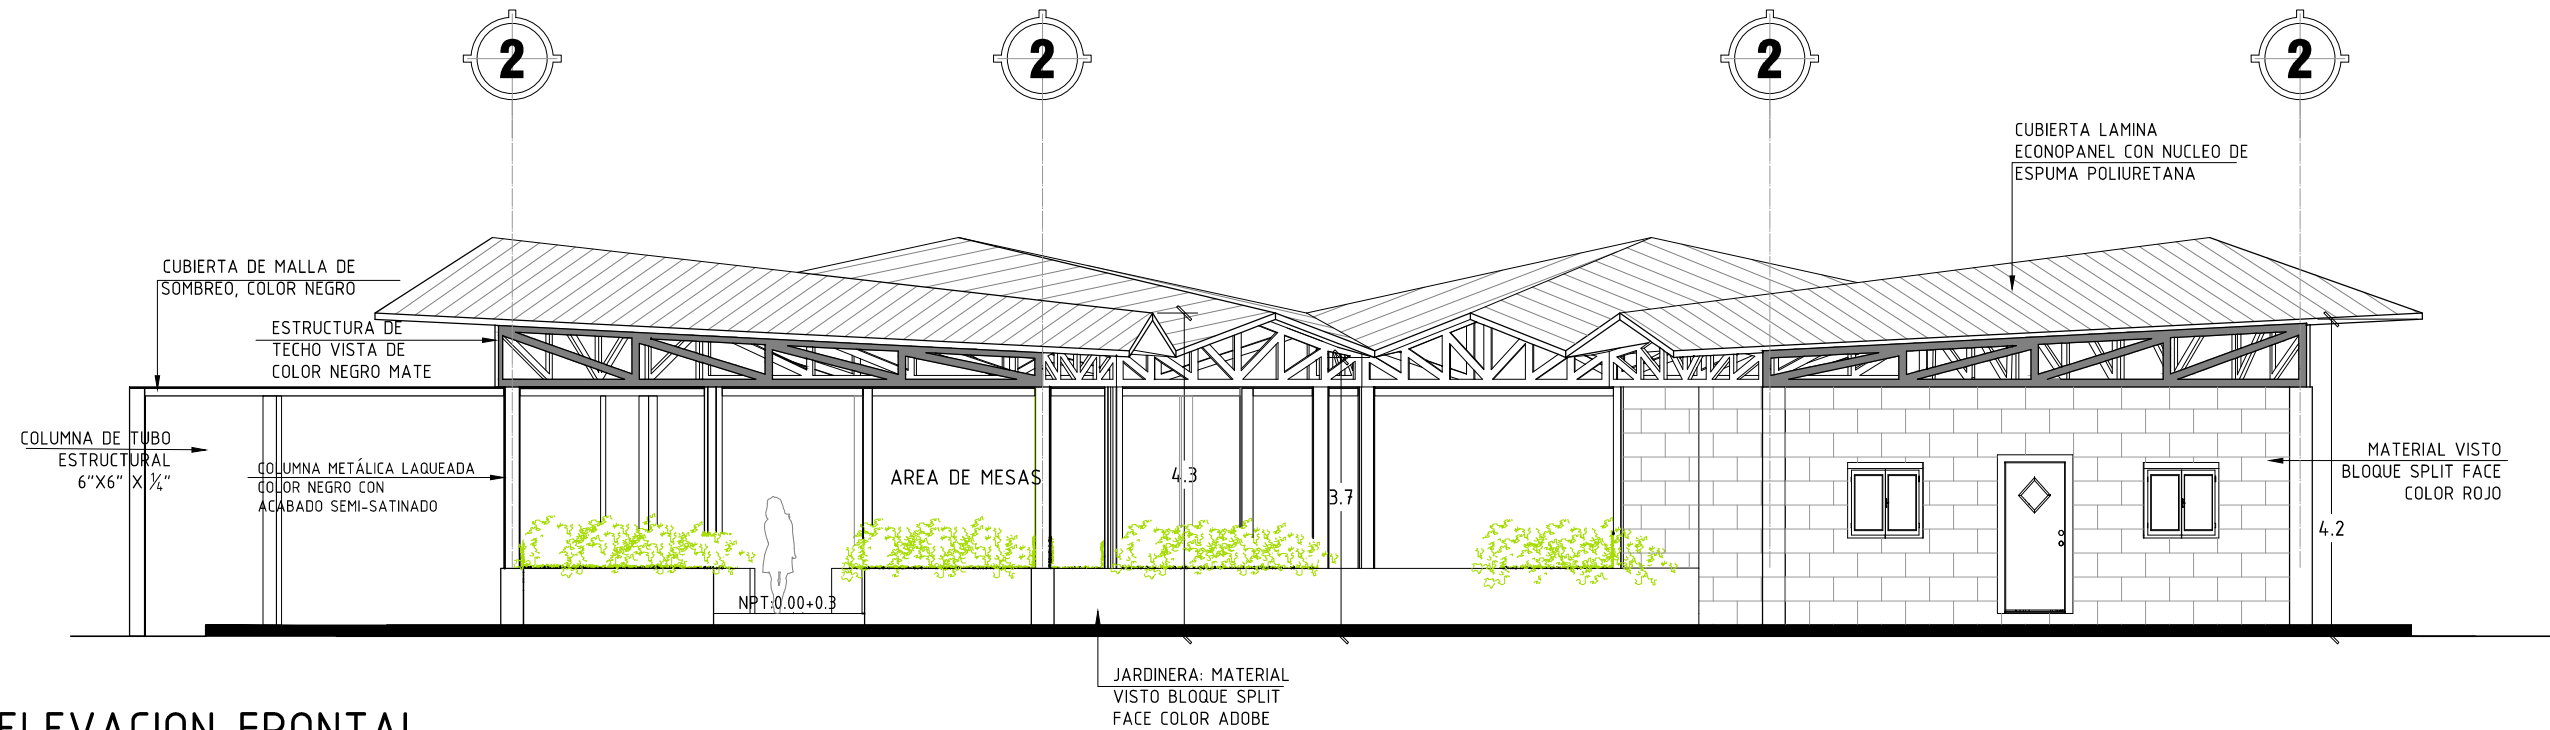 2
2
2
2
CUBIERTA LAMINA
ECONOPANEL CON NUCLEO DE
ESPUMA POLIURETANA
CUBIERTA DE MALLA DE
SOMBREO, COLOR NEGRO
ESTRUCTURA DE
TECHO VISTA DE
COLOR NEGRO MATE
COLUMNA DE TUBO
ESTRUCTURAL
6"X6" X ¼"
COLUMNA METÁLICA LAQUEADA
COLOR NEGRO CON
ACABADO SEMI-SATINADO
AREA DE MESAS
4.3
3.7
MATERIAL VISTO
BLOQUE SPLIT FACE
COLOR ROJO
4.2
NPT:0.00+0.3
JARDINERA: MATERIAL
VISTO BLOQUE SPLIT
FACE COLOR ADOBE
ELEVACION FRONTAL